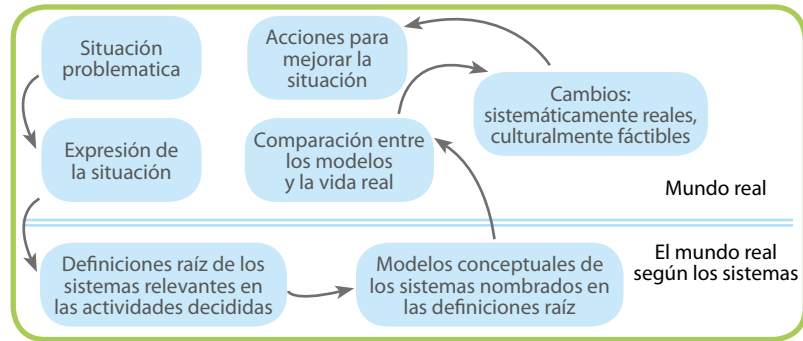 Situación
problematica
Expresión de
la situación
Definiciones raíz de los
sistemas relevantes en
las actividades decididas
Modelos conceptuales de
los sistemas nombrados en
las definiciones raíz
Comparación entre
los modelos
y la vida real
Cambios:
sistemáticamente reales,
culturalmente fáctibles
Acciones para
mejorar la
situación
Mundo real
El mundo real
según los sistemas